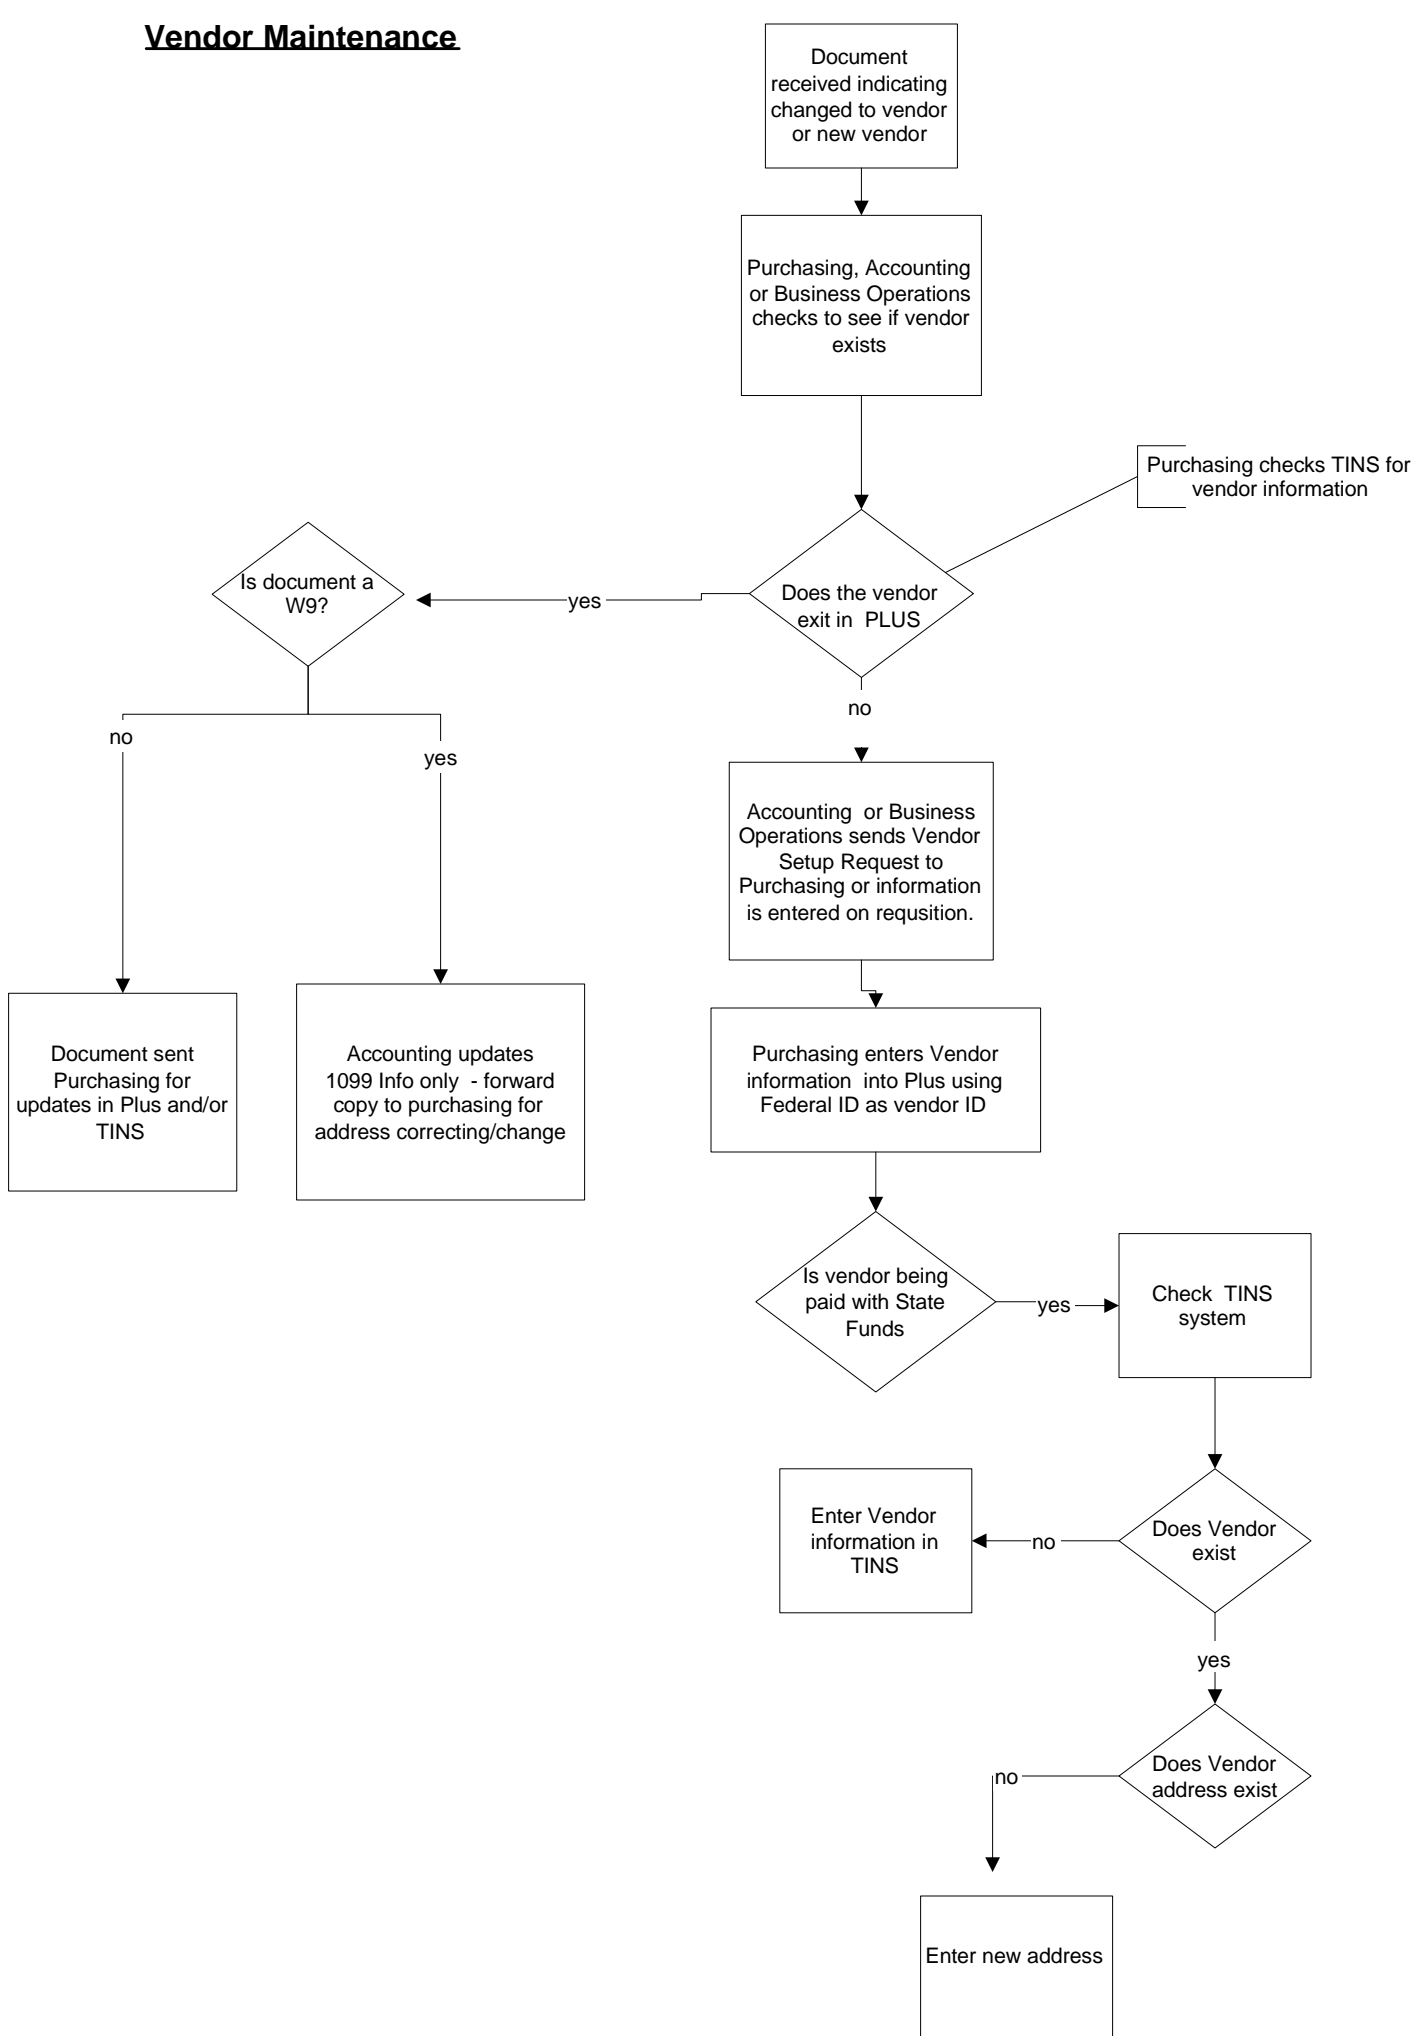 Vendor Maintenance
Document
received indicating
changed to vendor
or new vendor
Purchasing, Accounting
or Business Operations
checks to see if vendor
exists
Purchasing checks TINS for
vendor information
Is document a
W9?
yes
Does the vendor
exit in PLUS
no
no
yes
Accounting or Business
Operations sends Vendor
Setup Request to
Purchasing or information
is entered on requsition.
Document sent
Purchasing for
updates in Plus and/or
TINS
Accounting updates
1099 Info only - forward
copy to purchasing for
address correcting/change
Purchasing enters Vendor
information into Plus using
Federal ID as vendor ID
Is vendor being
paid with State
Funds
yes
Check TINS
system
Enter Vendor
information in
TINS
no
Does Vendor
exist
yes
no
Does Vendor
address exist
Enter new address